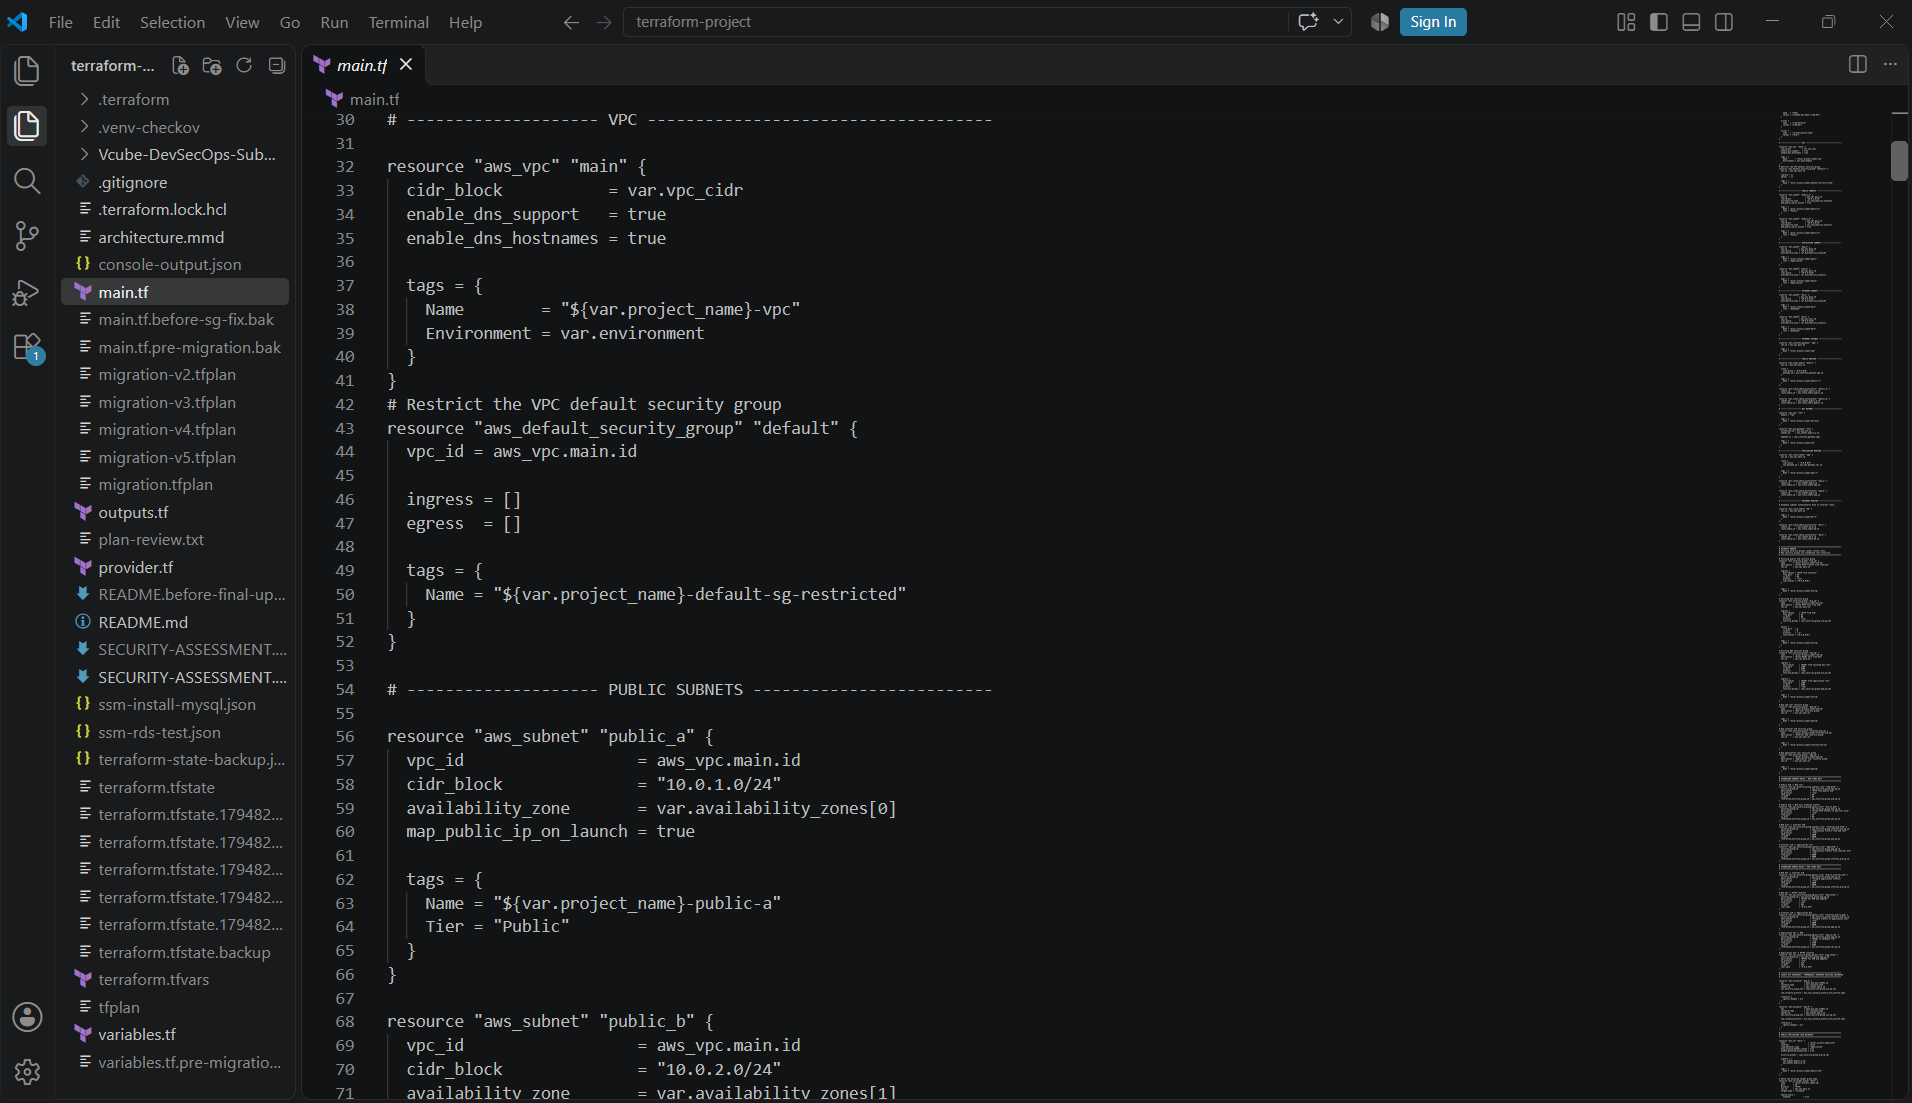 File Edit Selection View Go Run Terminal Help
terraform-project
Sign In
terraform-...
.terraform
.venv-checkov
Vcube-DevSecOps-Sub...
.gitignore
.terraform.lock.hcl
architecture.mmd
console-output.json
main.tf
main.tf.before-sg-fix.bak
main.tf.pre-migration.bak
migration-v2.tfplan
migration-v3.tfplan
migration-v4.tfplan
migration-v5.tfplan
migration.tfplan
outputs.tf
plan-review.txt
provider.tf
README.before-final-up...
README.md
SECURITY-ASSESSMENT....
SECURITY-ASSESSMENT....
ssm-install-mysql.json
ssm-rds-test.json
terraform-state-backup.j...
terraform.tfstate
terraform.tfstate.179482...
terraform.tfstate.179482...
terraform.tfstate.179482...
terraform.tfstate.179482...
terraform.tfstate.179482...
terraform.tfstate.backup
terraform.tfvars
tfplan
variables.tf
variables.tf.pre-migratio...
1
main.tf
main.tf
30 # -------------------- VPC ------------------------------------
31
32 resource "aws_vpc" "main" {
33 cidr_block = var.vpc_cidr
34 enable_dns_support = true
35 enable_dns_hostnames = true
36
37 tags = {
38 Name = "${var.project_name}-vpc"
39 Environment = var.environment
40 }
41 }
42 # Restrict the VPC default security group
43 resource "aws_default_security_group" "default" {
44 vpc_id = aws_vpc.main.id
45
46 ingress = []
47 egress = []
48
49 tags = {
50 Name = "${var.project_name}-default-sg-restricted"
51 }
52 }
53
54 # -------------------- PUBLIC SUBNETS -------------------------
55
56 resource "aws_subnet" "public_a" {
57 vpc_id = aws_vpc.main.id
58 cidr_block = "10.0.1.0/24"
59 availability_zone = var.availability_zones[0]
60 map_public_ip_on_launch = true
61
62 tags = {
63 Name = "${var.project_name}-public-a"
64 Tier = "Public"
65 }
66 }
67
68 resource "aws_subnet" "public_b" {
69 vpc_id = aws_vpc.main.id
70 cidr_block = "10.0.2.0/24"
71 availability_zone = var.availability_zones[1]